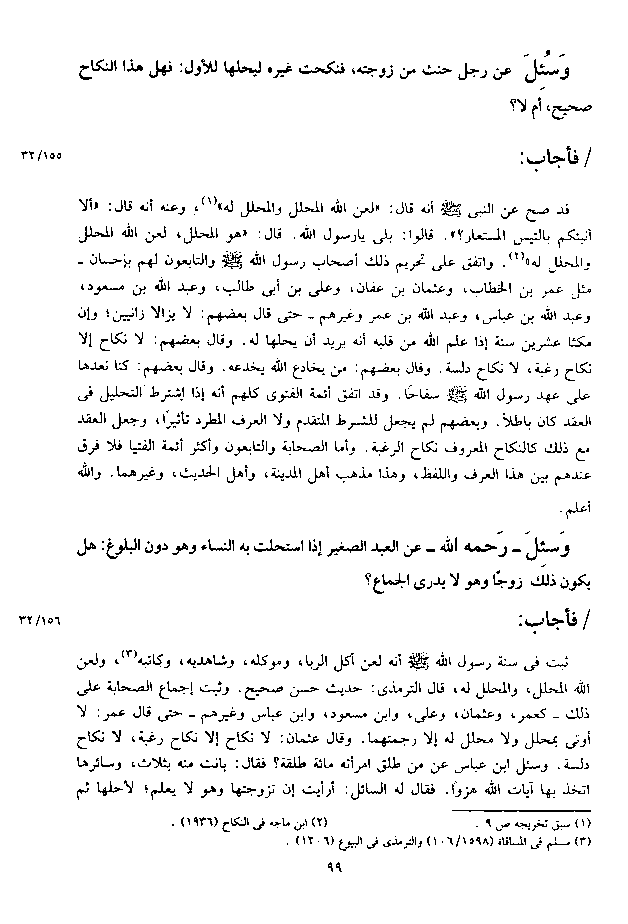 وَسُئِلَ عن رجل حنث من زوجته، فنكحت غيره ليحلها للأول: فهل هذا النكاح
صحيح، أم لا؟
/ فأجاب: ٣٢/١٥٥
قد صح عن النبى ﷺ أنه قال: «لعن الله المحلل والمحلل له»(١)، وعنه أنه قال: «ألا
أنبئكم بالتيس المستعار؟». قالوا: بلى يارسول الله. قال: «هو المحلل، لعن الله المحلل
والمحلل له»(٢). واتفق على تحريم ذلك أصحاب رسول الله ﷺ والتابعون لهم بإحسان ـ
مثل عمر بن الخطاب، وعثمان بن عفان، وعلى بن أبى طالب، وعبد الله بن مسعود،
وعبد الله بن عباس، وعبد الله بن عمر وغيرهم ـ حتى قال بعضهم: لا يزالا زانيين؛ وإن
مكثا عشرين سنة إذا علم الله من قلبه أنه يريد أن يحلها له. وقال بعضهم: لا نكاح إلا
نكاح رغبة، لا نكاح دلسة. وقال بعضهم: من يخادع الله يخدعه. وقال بعضهم: كنا نعدها
على عهد رسول الله ﷺ سفاحًا. وقد اتفق أئمة الفتوى كلهم أنه إذا إشترط التحليل فى
العقد كان باطلاً. وبعضهم لم يجعل للشرط المتقدم ولا العرف المطرد تأثيرًا، وجعل العقد
مع ذلك كالنكاح المعروف نكاح الرغبة. وأما الصحابة والتابعون وأكثر أئمة الفتيا فلا فرق
عندهم بين هذا العرف واللفظ، وهذا مذهب أهل المدينة، وأهل الحديث، وغيرهما. والله
أعلم.
وَسُئِلَ ـ رَحمه الله ـ عن العبد الصغير إذا استحلت به النساء وهو دون البلوغ: هل
يكون ذلك زوجًا وهو لا يدرى الجماع؟
/ فأجاب: ٣٢/١٥٦
ثبت فى سنة رسول الله ﷺ أنه لعن آكل الربا، وموكله، وشاهديه، وكاتبه(٣)، ولعن
الله المحلل، والمحلل له، قال الترمذى: حديث حسن صحيح. وثبت إجماع الصحابة على
ذلك ـ كعمر، وعثمان، وعلى، وابن مسعود، وابن عباس وغيرهم ـ حتى قال عمر: لا
أوتى بمحلل ولا محلل له إلا رجمتهما. وقال عثمان: لا نكاح إلا نكاح رغبة، لا نكاح
دلسة. وسئل ابن عباس عن من طلق امرأته مائة طلقة؟ فقال: بانت منه بثلاث، وسائرها
اتخذ بها آيات الله هزوًا. فقال له السائل: أرأيت إن تزوجتها وهو لا يعلم؛ لأحلها ثم
(١) سبق تخريجه ص ٩ . (٢) ابن ماجه فى النكاح (١٩٣٦) .
(٣) مسلم فى المساقاة (١٠٦/١٥٩٨) والترمذى فى البيوع (١٢٠٦) .
٩٩